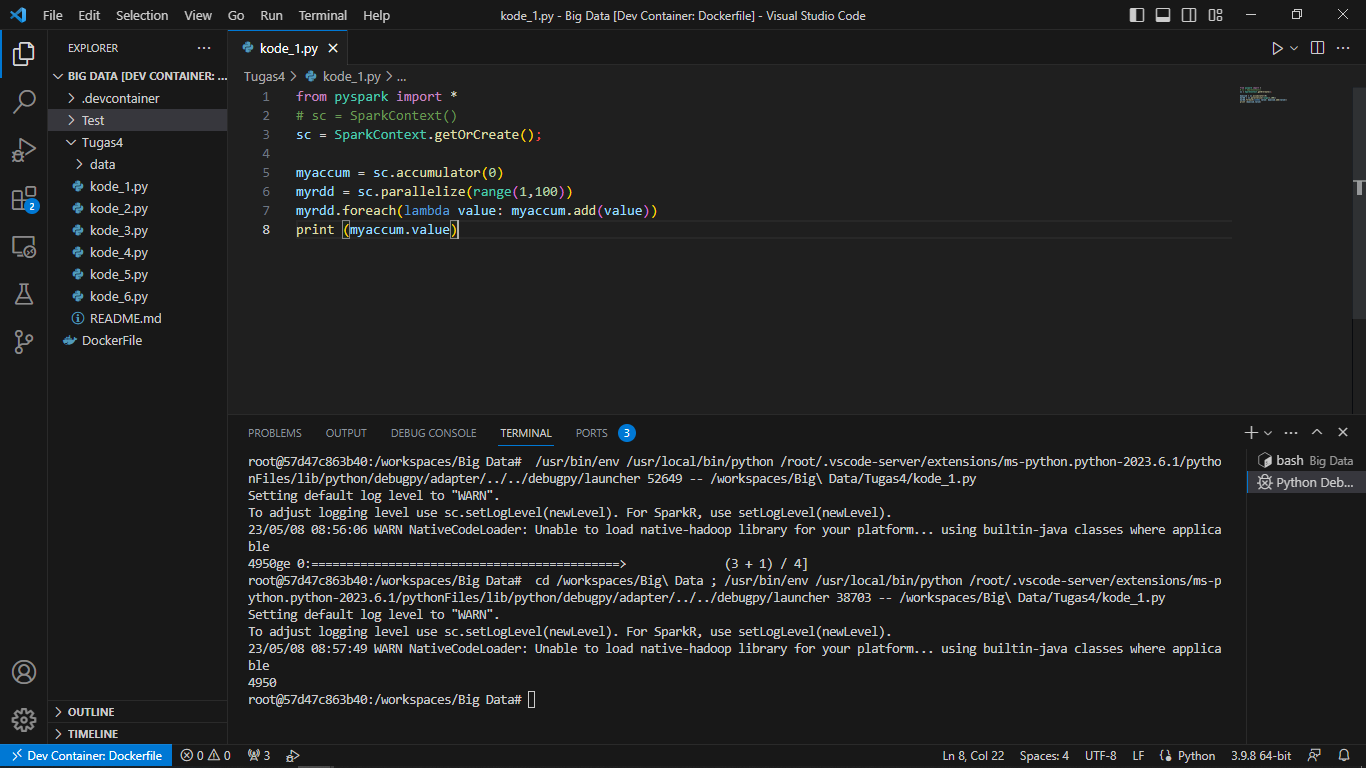 File Edit Selection View Go Run Terminal Help
kode_1.py - Big Data [Dev Container: Dockerfile] - Visual Studio Code
EXPLORER
BIG DATA [DEV CONTAINER: ...
.devcontainer
Test
Tugas4
data
kode_1.py
kode_2.py
kode_3.py
kode_4.py
kode_5.py
kode_6.py
README.md
DockerFile
OUTLINE
TIMELINE
2
kode_1.py
Tugas4 > kode_1.py > ...
1 from pyspark import *
2 # sc = SparkContext()
3 sc = SparkContext.getOrCreate();
4
5 myaccum = sc.accumulator(0)
6 myrdd = sc.parallelize(range(1,100))
7 myrdd.foreach(lambda value: myaccum.add(value))
8 print (myaccum.value)
PROBLEMS OUTPUT DEBUG CONSOLE TERMINAL PORTS 3
root@57d47c863b40:/workspaces/Big Data#  /usr/bin/env /usr/local/bin/python /root/.vscode-server/extensions/ms-python.python-2023.6.1/pytho
nFiles/lib/python/debugpy/adapter/../../debugpy/launcher 52649 -- /workspaces/Big\ Data/Tugas4/kode_1.py
Setting default log level to "WARN".
To adjust logging level use sc.setLogLevel(newLevel). For SparkR, use setLogLevel(newLevel).
23/05/08 08:56:06 WARN NativeCodeLoader: Unable to load native-hadoop library for your platform... using builtin-java classes where applica
ble
4950ge 0:============================================>              (3 + 1) / 4]
root@57d47c863b40:/workspaces/Big Data#  cd /workspaces/Big\ Data ; /usr/bin/env /usr/local/bin/python /root/.vscode-server/extensions/ms-p
ython.python-2023.6.1/pythonFiles/lib/python/debugpy/adapter/../../debugpy/launcher 38703 -- /workspaces/Big\ Data/Tugas4/kode_1.py
Setting default log level to "WARN".
To adjust logging level use sc.setLogLevel(newLevel). For SparkR, use setLogLevel(newLevel).
23/05/08 08:57:49 WARN NativeCodeLoader: Unable to load native-hadoop library for your platform... using builtin-java classes where applica
ble
4950
root@57d47c863b40:/workspaces/Big Data#
bash Big Data
Python Deb...
Dev Container: Dockerfile 0 0 3
Ln 8, Col 22 Spaces: 4 UTF-8 LF Python 3.9.8 64-bit